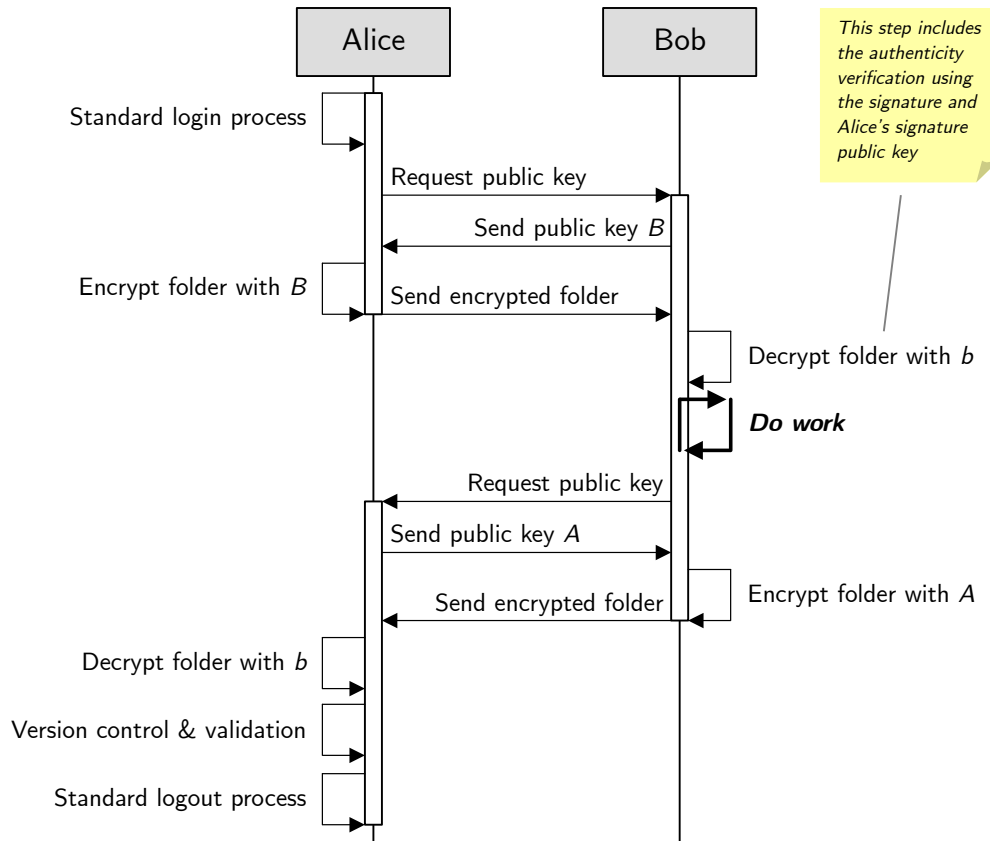 Alice
Bob
This step includes
the authenticity
verification using
the signature and
Alice's signature
public key
Standard login process
Request public key
Send public key B
Encrypt folder with B
Send encrypted folder
Decrypt folder with b
Do work
Request public key
Send public key A
Encrypt folder with A
Send encrypted folder
Decrypt folder with b
Version control & validation
Standard logout process